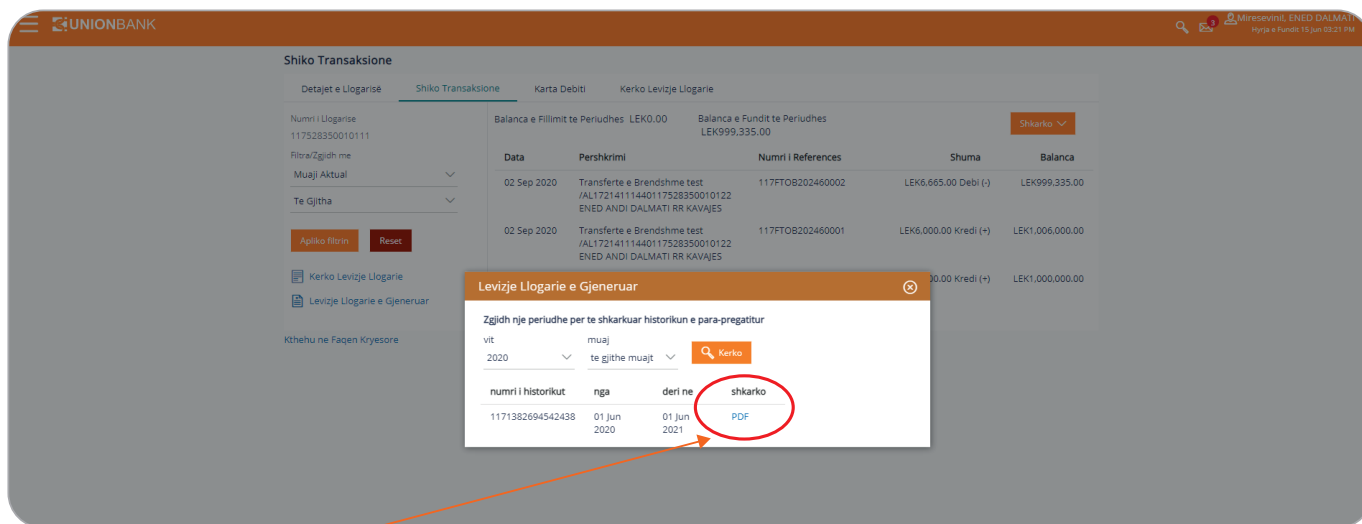 UNIONBANK
3
Miresevini!, ENED DALMATI
Hyrja e Fundit 15 Jun 03:21 PM
Shiko Transaksione
Detajet e Llogarisë Shiko Transaksione Karta Debiti Kerko Levizje Llogarie
Numri i Llogarise
117528350010111
Filtra/Zgjidh me
Muaji Aktual
Te Gjitha
Apliko filtrin Reset
Kerko Levizje Llogarie
Levizje Llogarie e Gjeneruar
Kthehu ne Faqen Kryesore
Balanca e Fillimit te Periudhes LEK0.00 Balanca e Fundit te Periudhes
LEK999,335.00
Shkarko
Data Pershkrimi Numri i References Shuma Balanca
02 Sep 2020 Transferte e Brendshme test 117FTOB202460002 LEK6,665.00 Debi (-) LEK999,335.00
/AL17214111440117528350010122
ENED ANDI DALMATI RR KAVAJES
02 Sep 2020 Transferte e Brendshme test 117FTOB202460001 LEK6,000.00 Kredi (+) LEK1,006,000.00
/AL17214111440117528350010122
ENED ANDI DALMATI RR KAVAJES
00.00 Kredi (+) LEK1,000,000.00
Levizje Llogarie e Gjeneruar
Zgjidh nje periudhe per te shkarkuar historikun e para-pregatitur
vit muaj
2020 te gjithe muajt Kerko
numri i historikut nga deri ne shkarko
1171382694542438 01 Jun 01 Jun PDF
2020 2021